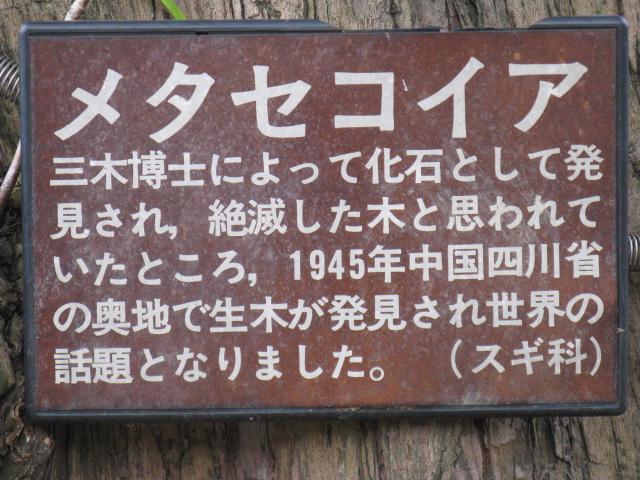 メタセコイア
三木博士によって化石として発
見され，絶滅した木と思われて
いたところ，1945年中国四川省
の奥地で生木が発見され世界の
話題となりました。　（スギ科）